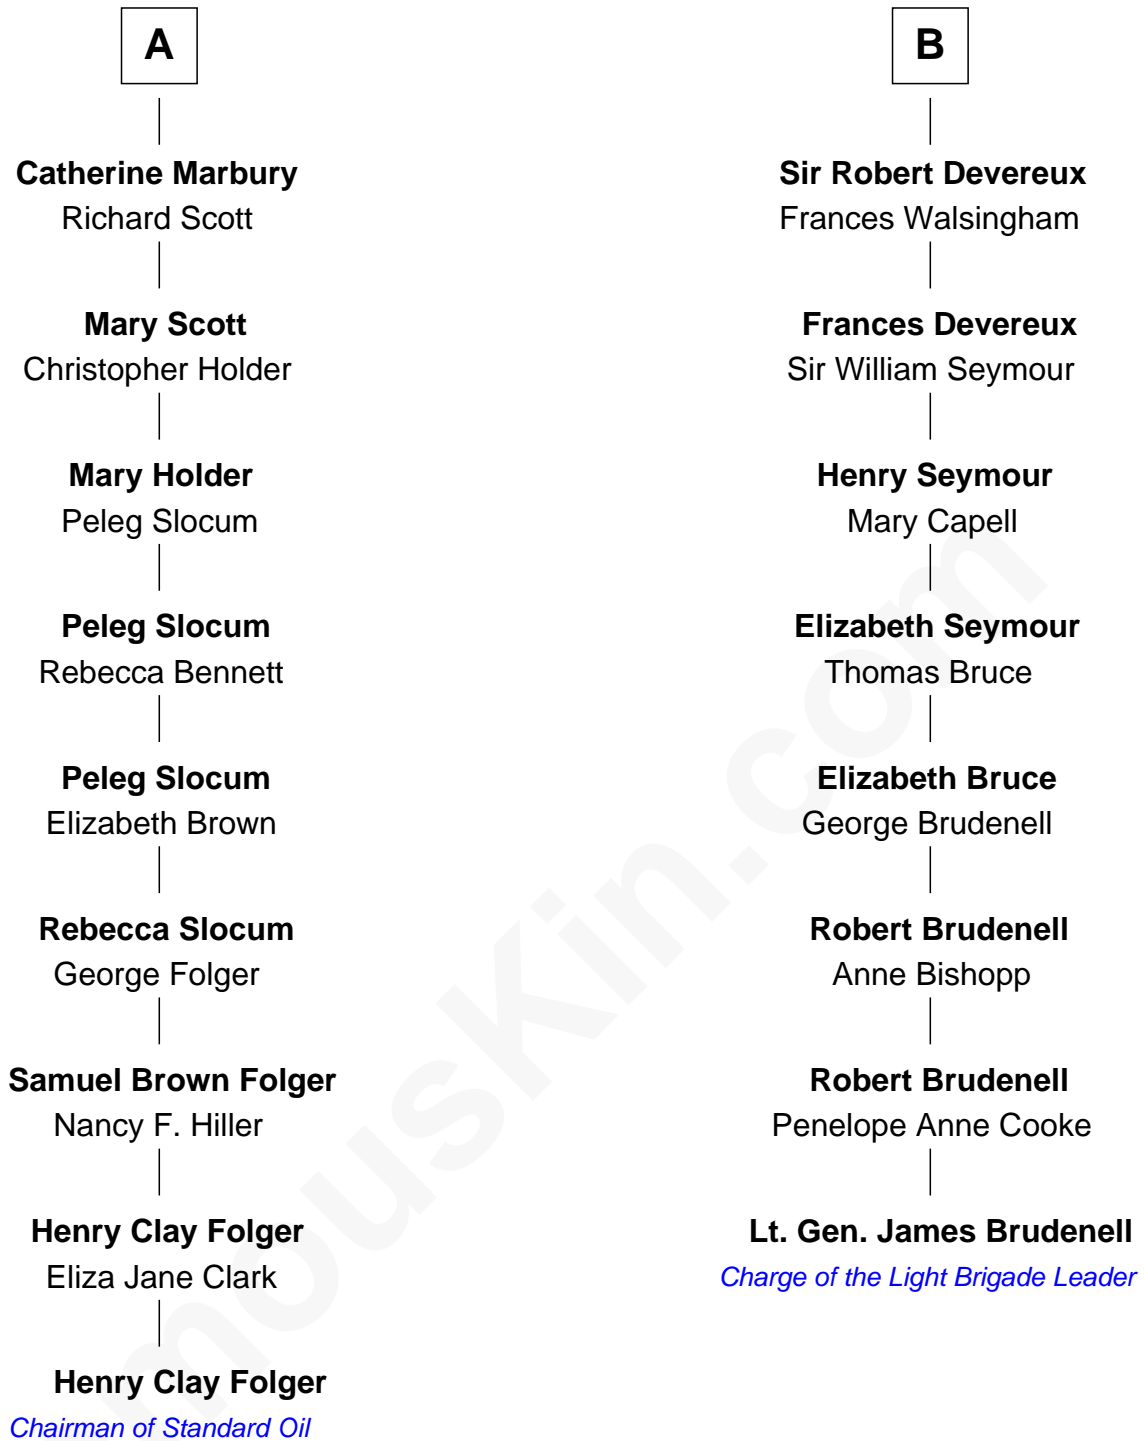 A
Catherine Marbury
Richard Scott
Mary Scott
Christopher Holder
Mary Holder
Peleg Slocum
Peleg Slocum
Rebecca Bennett
Peleg Slocum
Elizabeth Brown
Rebecca Slocum
George Folger
Samuel Brown Folger
Nancy F. Hiller
Henry Clay Folger
Eliza Jane Clark
Henry Clay Folger
Chairman of Standard Oil
B
Sir Robert Devereux
Frances Walsingham
Frances Devereux
Sir William Seymour
Henry Seymour
Mary Capell
Elizabeth Seymour
Thomas Bruce
Elizabeth Bruce
George Brudenell
Robert Brudenell
Anne Bishopp
Robert Brudenell
Penelope Anne Cooke
Lt. Gen. James Brudenell
Charge of the Light Brigade Leader
mousKin.com